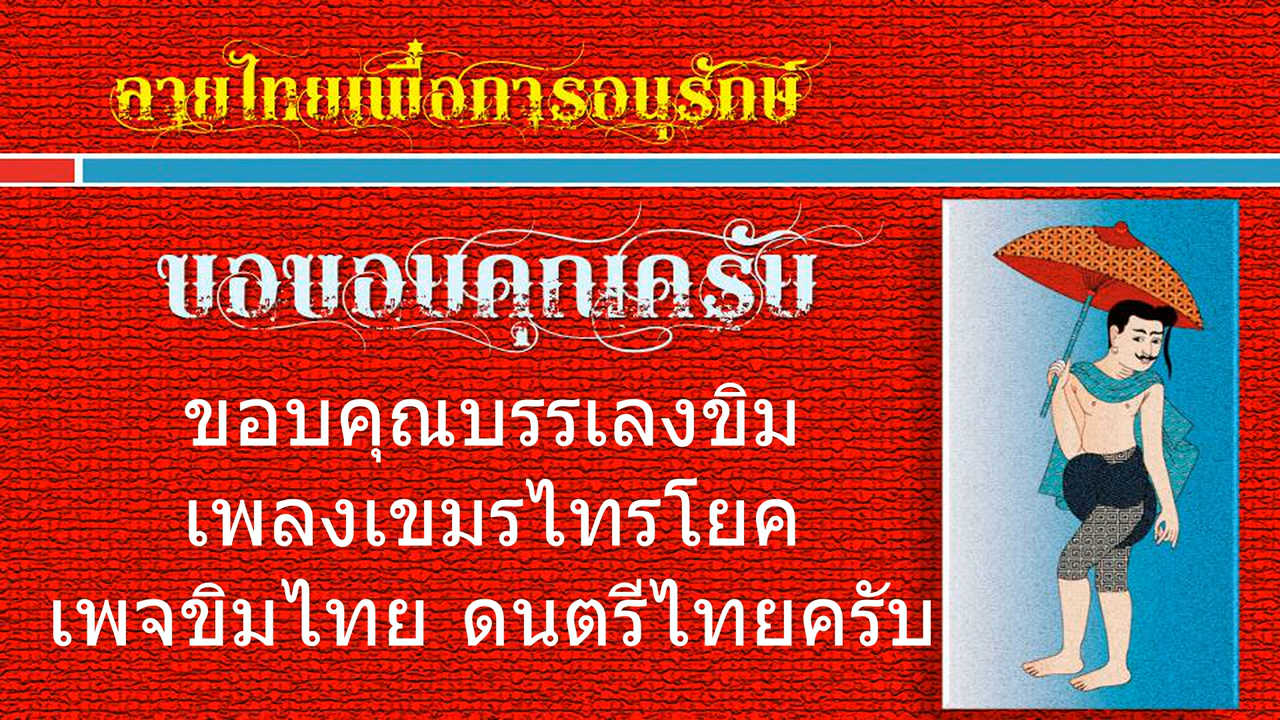 ลายไทยเพื่อการอนุรักษ์
ขอขอบคุณครับ
ขอบคุณบรรเลงขิม
เพลงเขมรไทรโยค
เพจขิมไทย ดนตรีไทยครับ